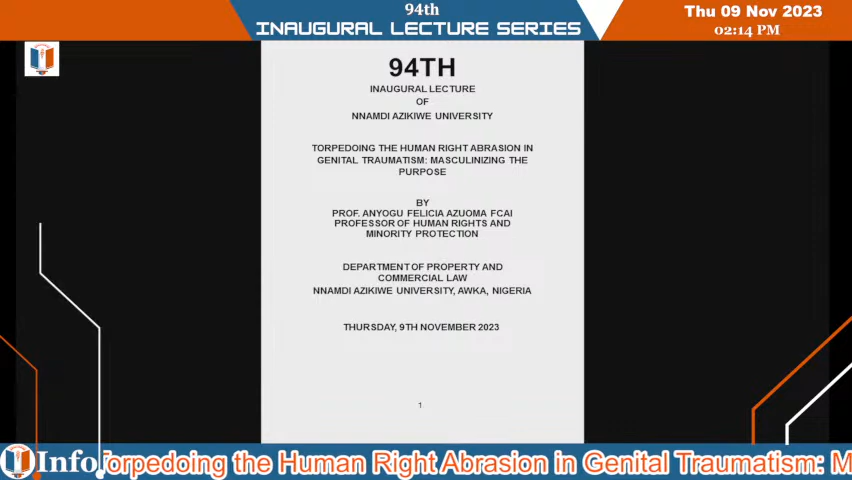 94th
INAUGURAL LECTURE SERIES
Thu 09 Nov 2023
02:14 PM
94TH
INAUGURAL LECTURE
OF
NNAMDI AZIKIWE UNIVERSITY
TORPEDOING THE HUMAN RIGHT ABRASION IN
GENITAL TRAUMATISM: MASCULINIZING THE
PURPOSE
BY
PROF. ANYOGU FELICIA AZUOMA FCAI
PROFESSOR OF HUMAN RIGHTS AND
MINORITY PROTECTION
DEPARTMENT OF PROPERTY AND
COMMERCIAL LAW
NNAMDI AZIKIWE UNIVERSITY, AWKA, NIGERIA
THURSDAY, 9TH NOVEMBER 2023
1
Info. Torpedoing the Human Right Abrasion in Genital Traumatism: M